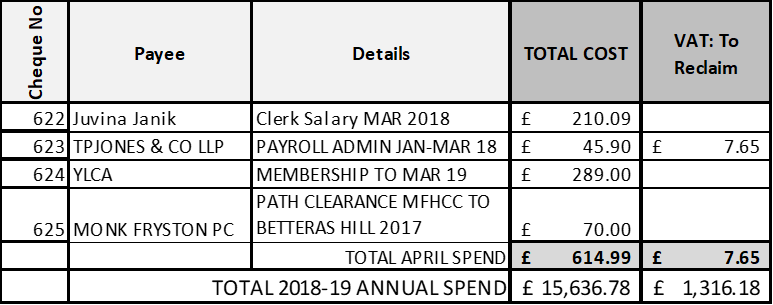 Cheque No Payee Details TOTAL COST VAT: To
Reclaim
622 Juvina Janik Clerk Salary MAR 2018 £ 210.09
623 TPJONES & CO LLP PAYROLL ADMIN JAN-MAR 18 £ 45.90 £ 7.65
624 YLCA MEMBERSHIP TO MAR 19 £ 289.00
PATH CLEARANCE MFHCC TO
625 MONK FRYSTON PC BETTERAS HILL 2017 £ 70.00
TOTAL APRIL SPEND £ 614.99 £ 7.65
TOTAL 2018-19 ANNUAL SPEND £ 15,636.78 £ 1,316.18